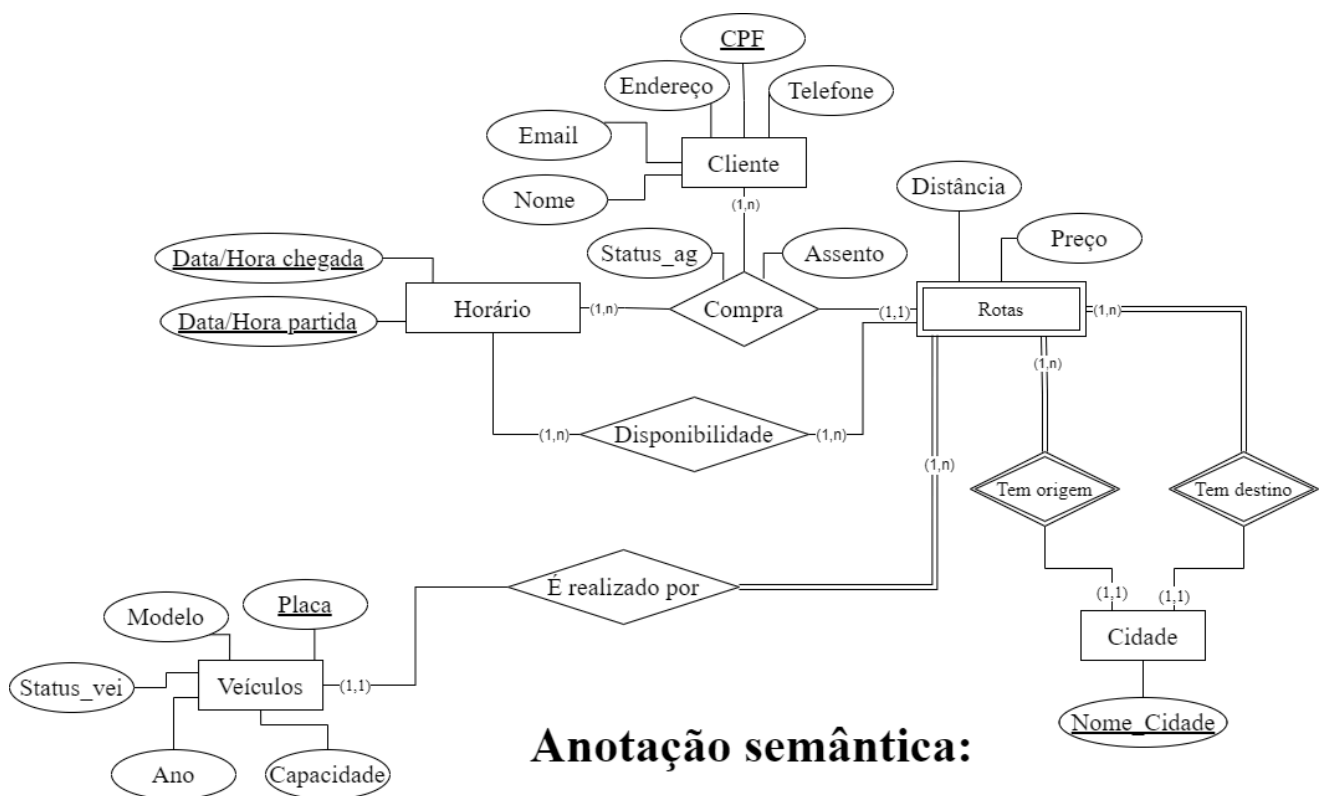 CPF
Endereço
Telefone
Email
Cliente
Nome
(1,n)
Distância
Preço
Status_ag
Assento
Data/Hora chegada
Data/Hora partida
Horário
(1,n)
Compra
(1,1)
Rotas
(1,n)
(1,n)
(1,n)
Disponibilidade
(1,n)
(1,n)
Tem origem
Tem destino
É realizado por
(1,1)
(1,1)
Cidade
Nome_Cidade
Modelo
Placa
Status_vei
Veículos
(1,1)
Ano
Capacidade
Anotação semântica: